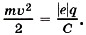 mv²/2 = |e|q/C.